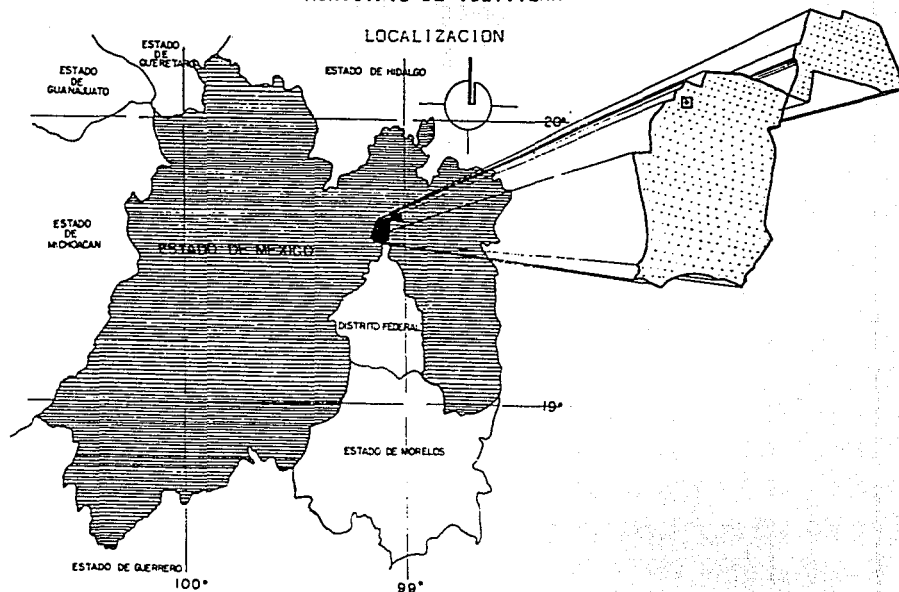 LOCALIZACION
ESTADO
DE
QUERETARO
ESTADO
DE
GUANAJUATO
ESTADO DE HIDALGO
20°
ESTADO
DE
MICHOACAN
ESTADO DE MEXICO
DISTRITO FEDERAL
19°
ESTADO DE MORELOS
ESTADO DE GUERRERO
100°
99°